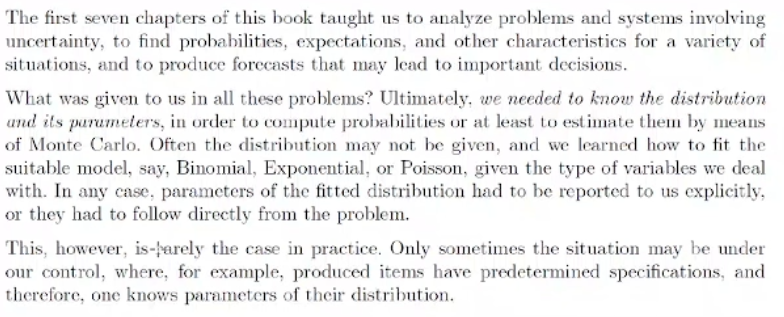 The first seven chapters of this book taught us to analyze problems and systems involving
uncertainty, to find probabilities, expectations, and other characteristics for a variety of
situations, and to produce forecasts that may lead to important decisions.
What was given to us in all these problems? Ultimately, we needed to know the distribution
and its parameters, in order to compute probabilities or at least to estimate them by means
of Monte Carlo. Often the distribution may not be given, and we learned how to fit the
suitable model, say, Binomial, Exponential, or Poisson, given the type of variables we deal
with. In any case, parameters of the fitted distribution had to be reported to us explicitly,
or they had to follow directly from the problem.
This, however, is rarely the case in practice. Only sometimes the situation may be under
our control, where, for example, produced items have predetermined specifications, and
therefore, one knows parameters of their distribution.